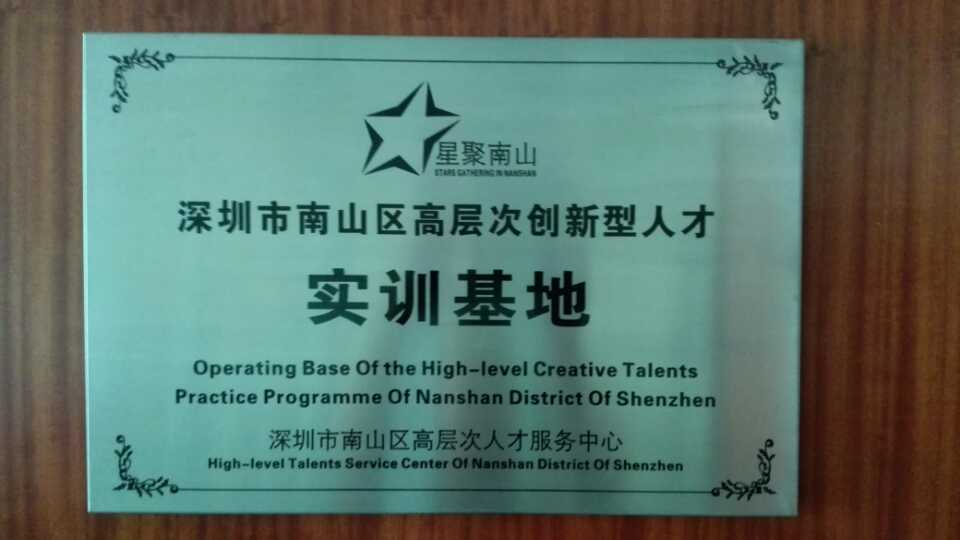 星聚南山
STARS GATHERING IN NANSHAN
深圳市南山区高层次创新型人才
实训基地
Operating Base Of the High-level Creative Talents
Practice Programme Of Nanshan District Of Shenzhen
深圳市南山区高层次人才服务中心
High-level Talents Service Center Of Nanshan District Of Shenzhen